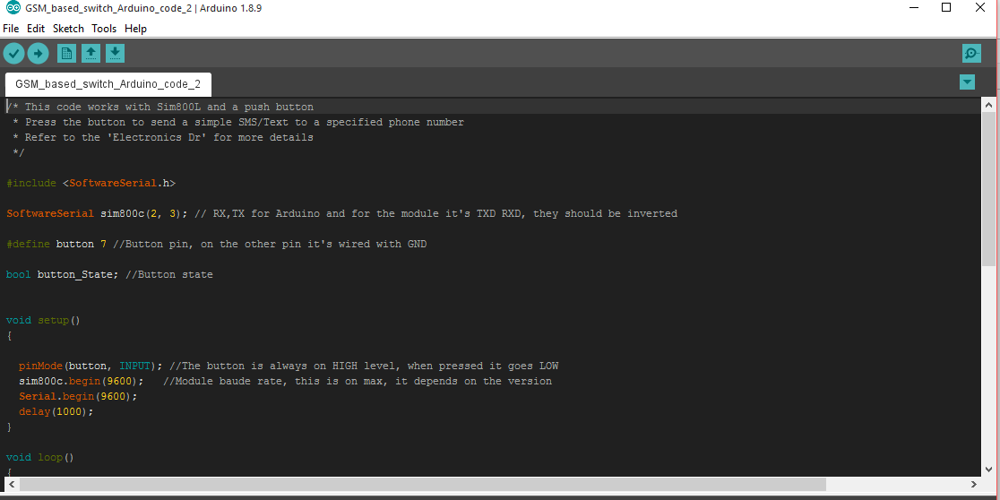 GSM_based_switch_Arduino_code_2 | Arduino 1.8.9
File Edit Sketch Tools Help
GSM_based_switch_Arduino_code_2
/* This code works with Sim800L and a push button
* Press the button to send a simple SMS/Text to a specified phone number
* Refer to the 'Electronics Dr' for more details
*/
#include <SoftwareSerial.h>
SoftwareSerial sim800c(2, 3); // RX,TX for Arduino and for the module it's TXD RXD, they should be inverted
#define button 7 //Button pin, on the other pin it's wired with GND
bool button_State; //Button state
void setup()
{
pinMode(button, INPUT); //The button is always on HIGH level, when pressed it goes LOW
sim800c.begin(9600); //Module baude rate, this is on max, it depends on the version
Serial.begin(9600);
delay(1000);
}
void loop()
{